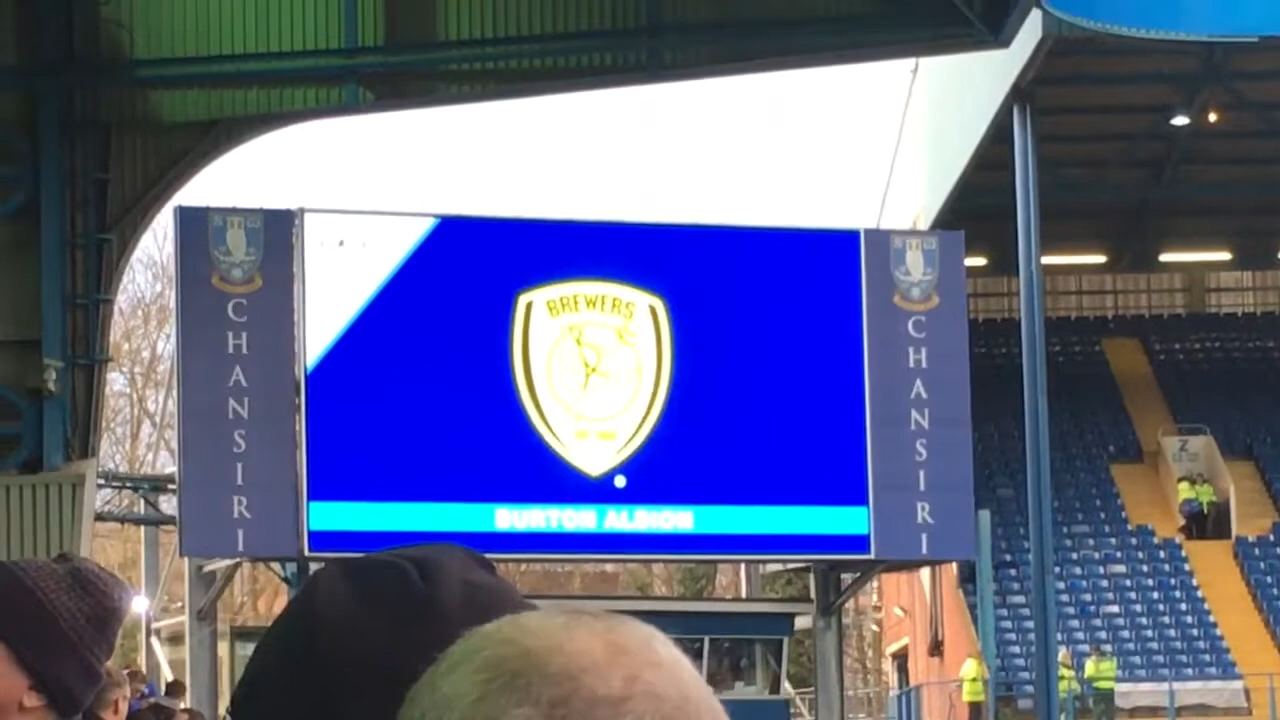 CHANSIRI
BREWERS
BURTON ALBION
CHANSIRI
Z